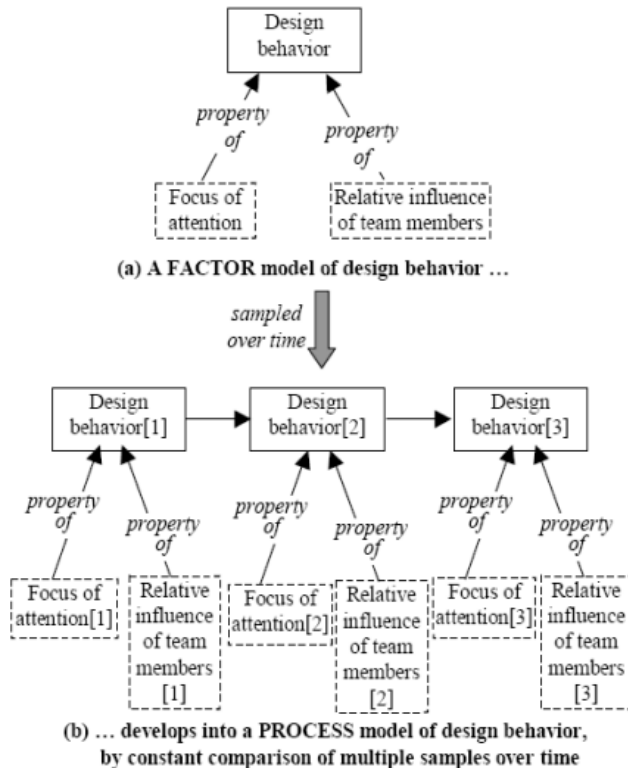 Design
behavior
property
of
property
of
Focus of
attention
Relative influence
of team members
(a) A FACTOR model of design behavior …
sampled
over time
Design
behavior[1]
Design
behavior[2]
Design
behavior[3]
property
of
property
of
property
of
property
of
property
of
property
of
Focus of
attention[1]
Relative
influence
of team
members
[1]
Focus of
attention[2]
Relative
influence
of team
members
[2]
Focus of
attention[3]
Relative
influence
of team
members
[3]
(b) … develops into a PROCESS model of design behavior,
by constant comparison of multiple samples over time